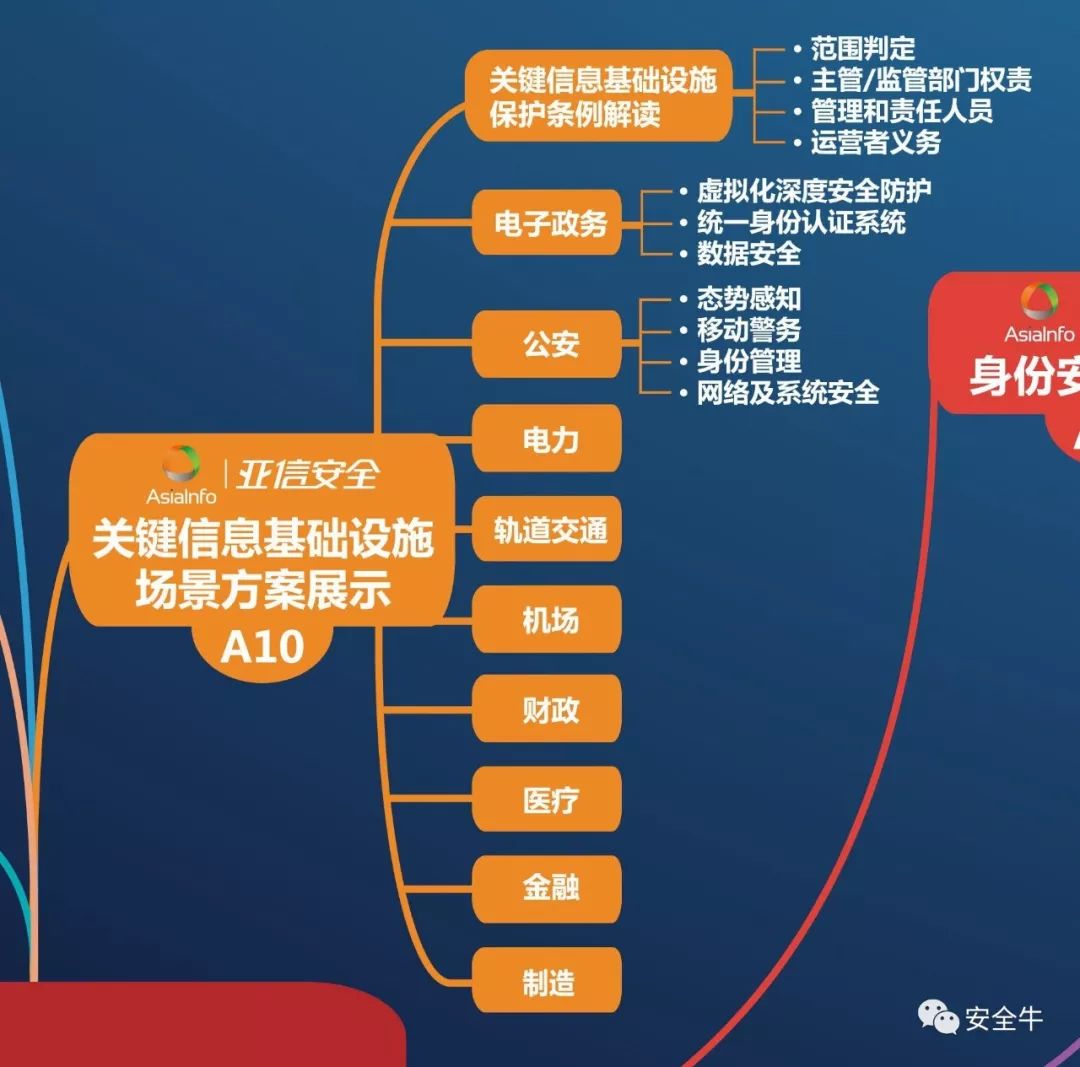 关键信息基础设施
保护条例解读
• 范围判定
• 主管/监管部门权责
• 管理和责任人员
• 运营者义务
电子政务
• 虚拟化深度安全防护
• 统一身份认证系统
• 数据安全
公安
• 态势感知
• 移动警务
• 身份管理
• 网络及系统安全
AsiaInfo
身份安
电力
AsiaInfo | 亚信安全
关键信息基础设施
场景方案展示
A10
轨道交通
机场
财政
医疗
金融
制造
安全牛